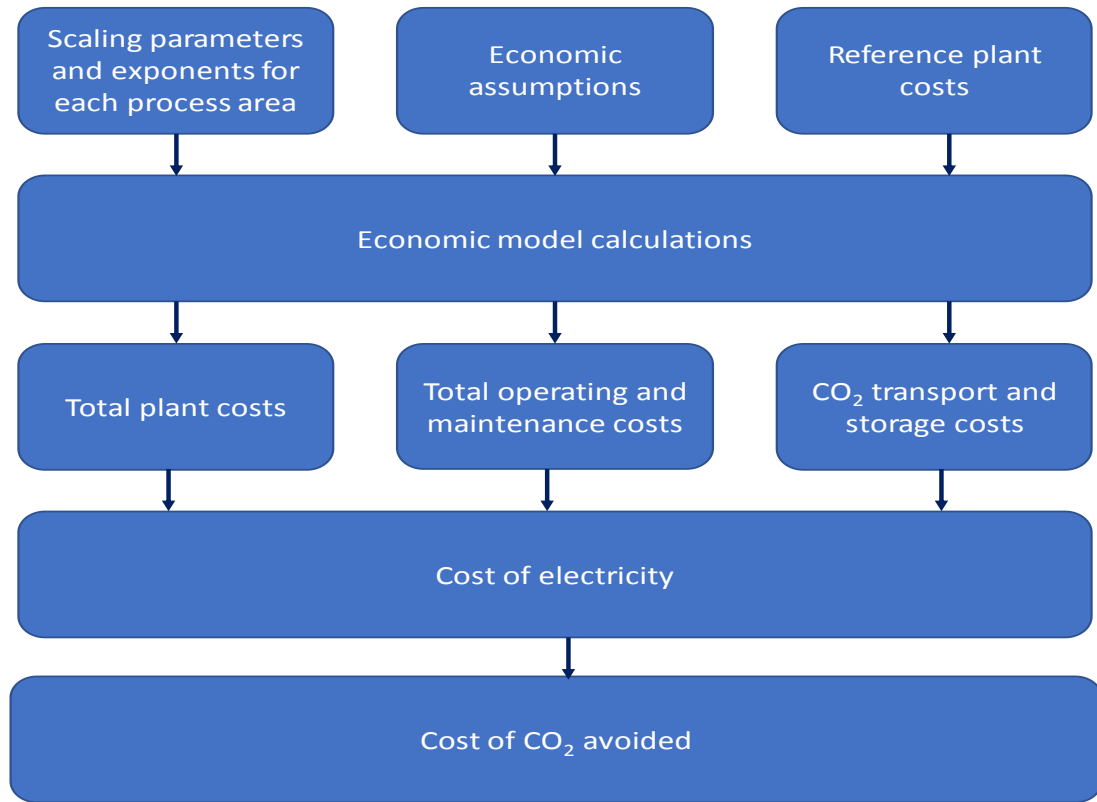 Scaling parameters
and exponents for
each process area
Economic
assumptions
Reference plant
costs
Economic model calculations
Total plant costs
Total operating and
maintenance costs
CO₂ transport and
storage costs
Cost of electricity
Cost of CO₂ avoided